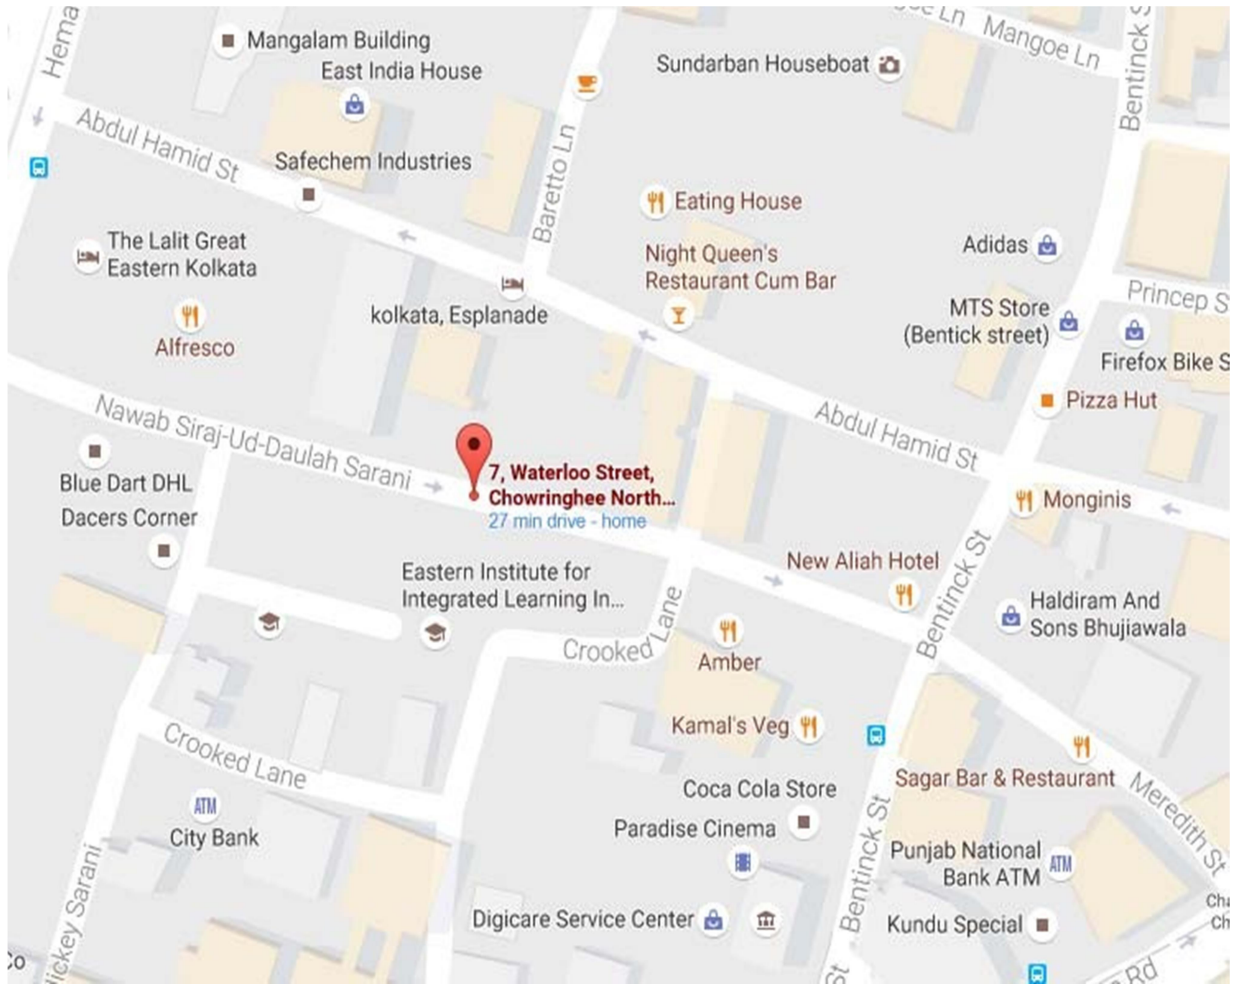 Hema
Mangalam Building
East India House
Abdul Hamid St
Safechem Industries
Baretto Ln
Sundarban Houseboat
Ln
Mangoe Ln
Bentinck S
Eating House
Night Queen's
Restaurant Cum Bar
Adidas
The Lalit Great
Eastern Kolkata
kolkata, Esplanade
Alfresco
MTS Store
(Bentick street)
Princep S
Firefox Bike S
Pizza Hut
Abdul Hamid St
Nawab Siraj-Ud-Daulah Sarani
Blue Dart DHL
Dacers Corner
7, Waterloo Street,
Chowringhee North...
27 min drive - home
Monginis
New Aliah Hotel
Bentinck St
Eastern Institute for
Integrated Learning In...
Haldiram And
Sons Bhujiawala
Crooked Lane
Amber
Kamal's Veg
Crooked Lane
Sagar Bar & Restaurant
Meredith St
Coca Cola Store
Paradise Cinema
ATM
City Bank
Bentinck St
Punjab National
Bank ATM
ATM
Digicare Service Center
Kundu Special
Cha
Ch
ickey Sarani
Co
St
Rd